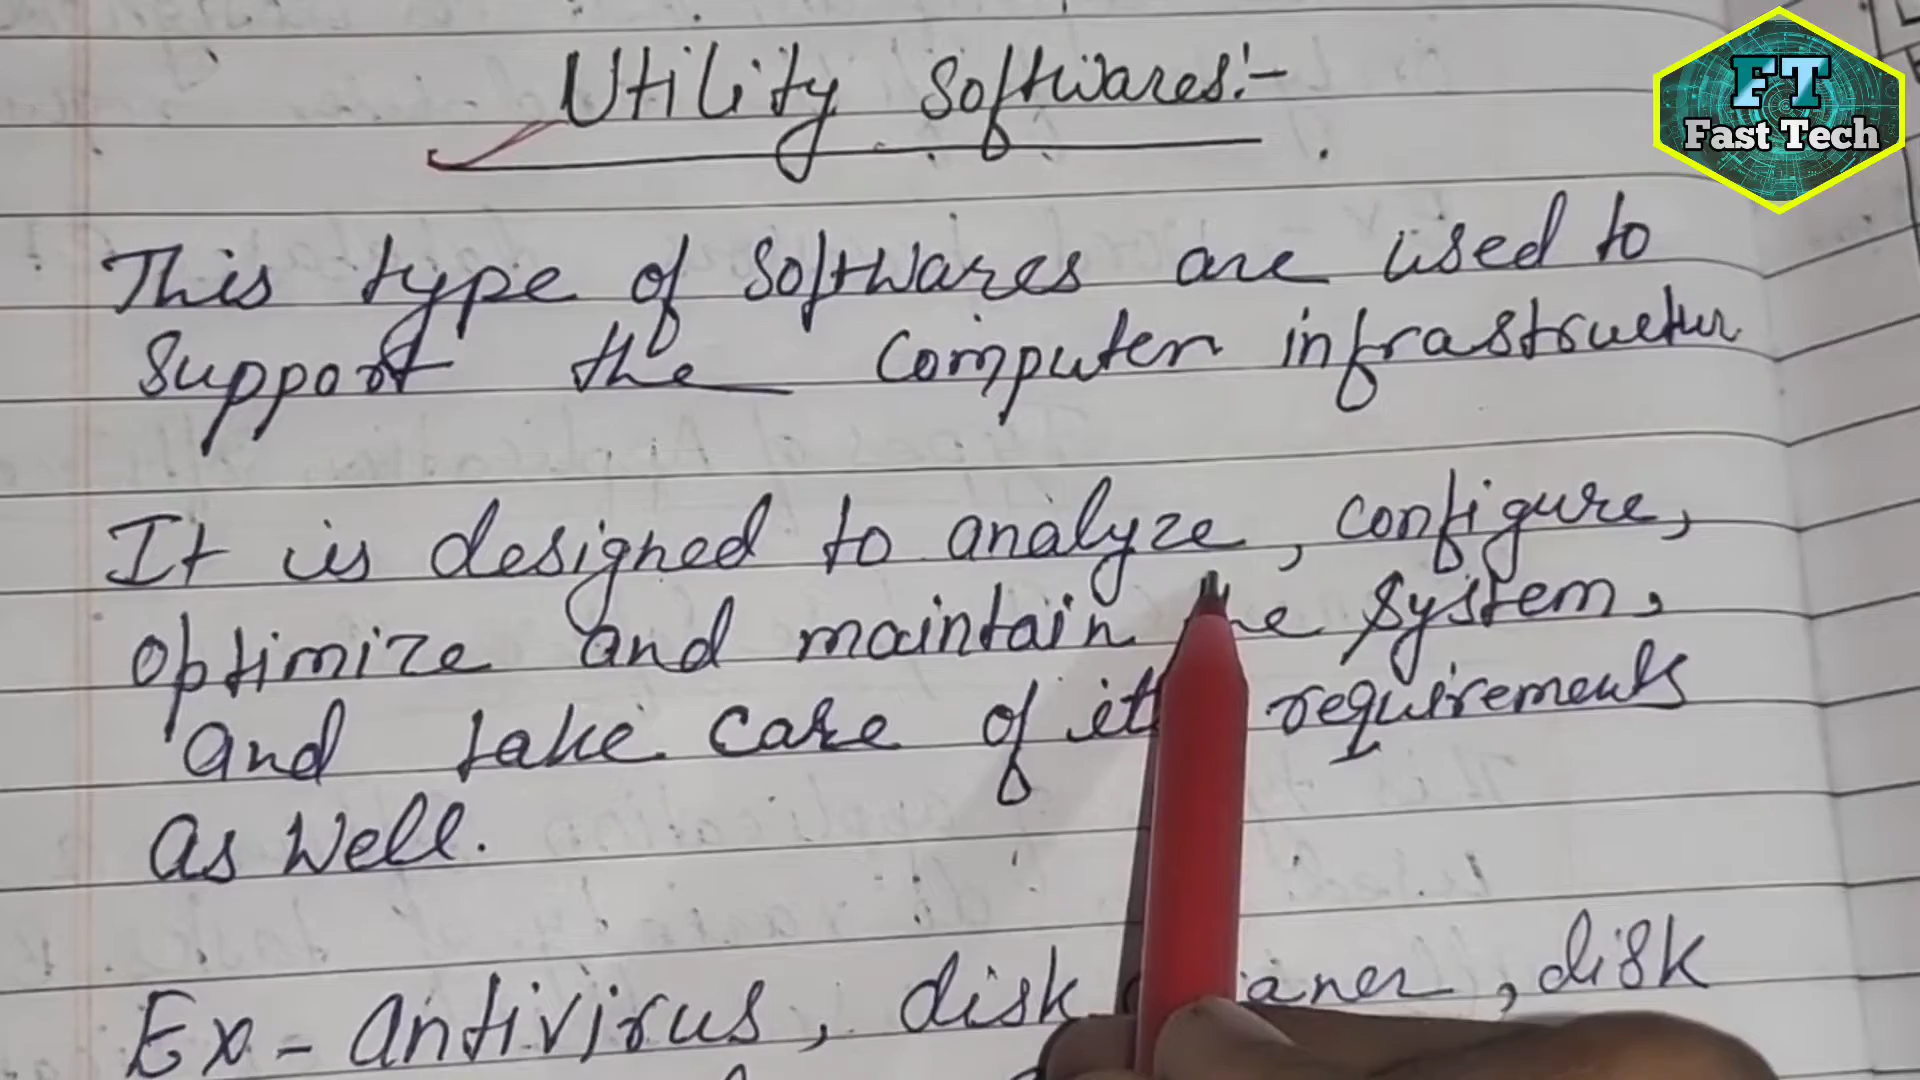 Utility Softwares:-
FT
Fast Tech
This type of Softwares are used to
Support the Computer infrastructur
It is designed to analyze, configure,
optimize and maintain system,
and take care of requirements
as Well.
Ex - antivirus, disk , disk